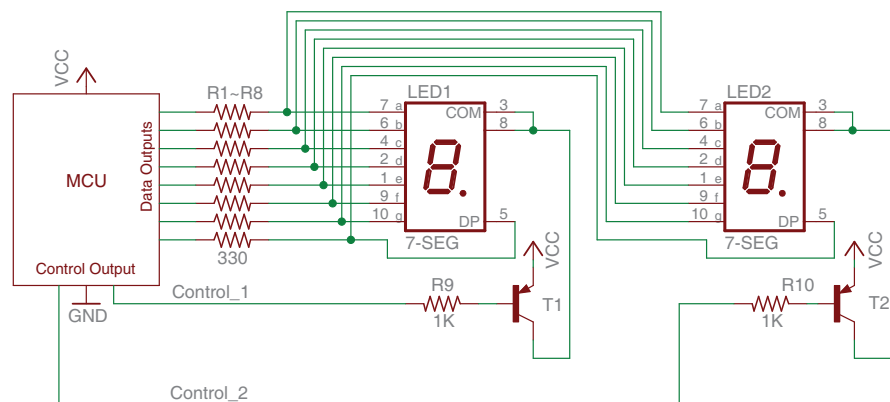 VCC
R1~R8
LED1
LED2
MCU
Data Outputs
7 a
6 b
4 c
2 d
1 e
9 f
10 g
COM
3
8
DP
5
7-SEG
7 a
6 b
4 c
2 d
1 e
9 f
10 g
COM
3
8
DP
5
7-SEG
330
Control Output
GND
Control_1
R9
1K
VCC
T1
R10
1K
VCC
T2
Control_2